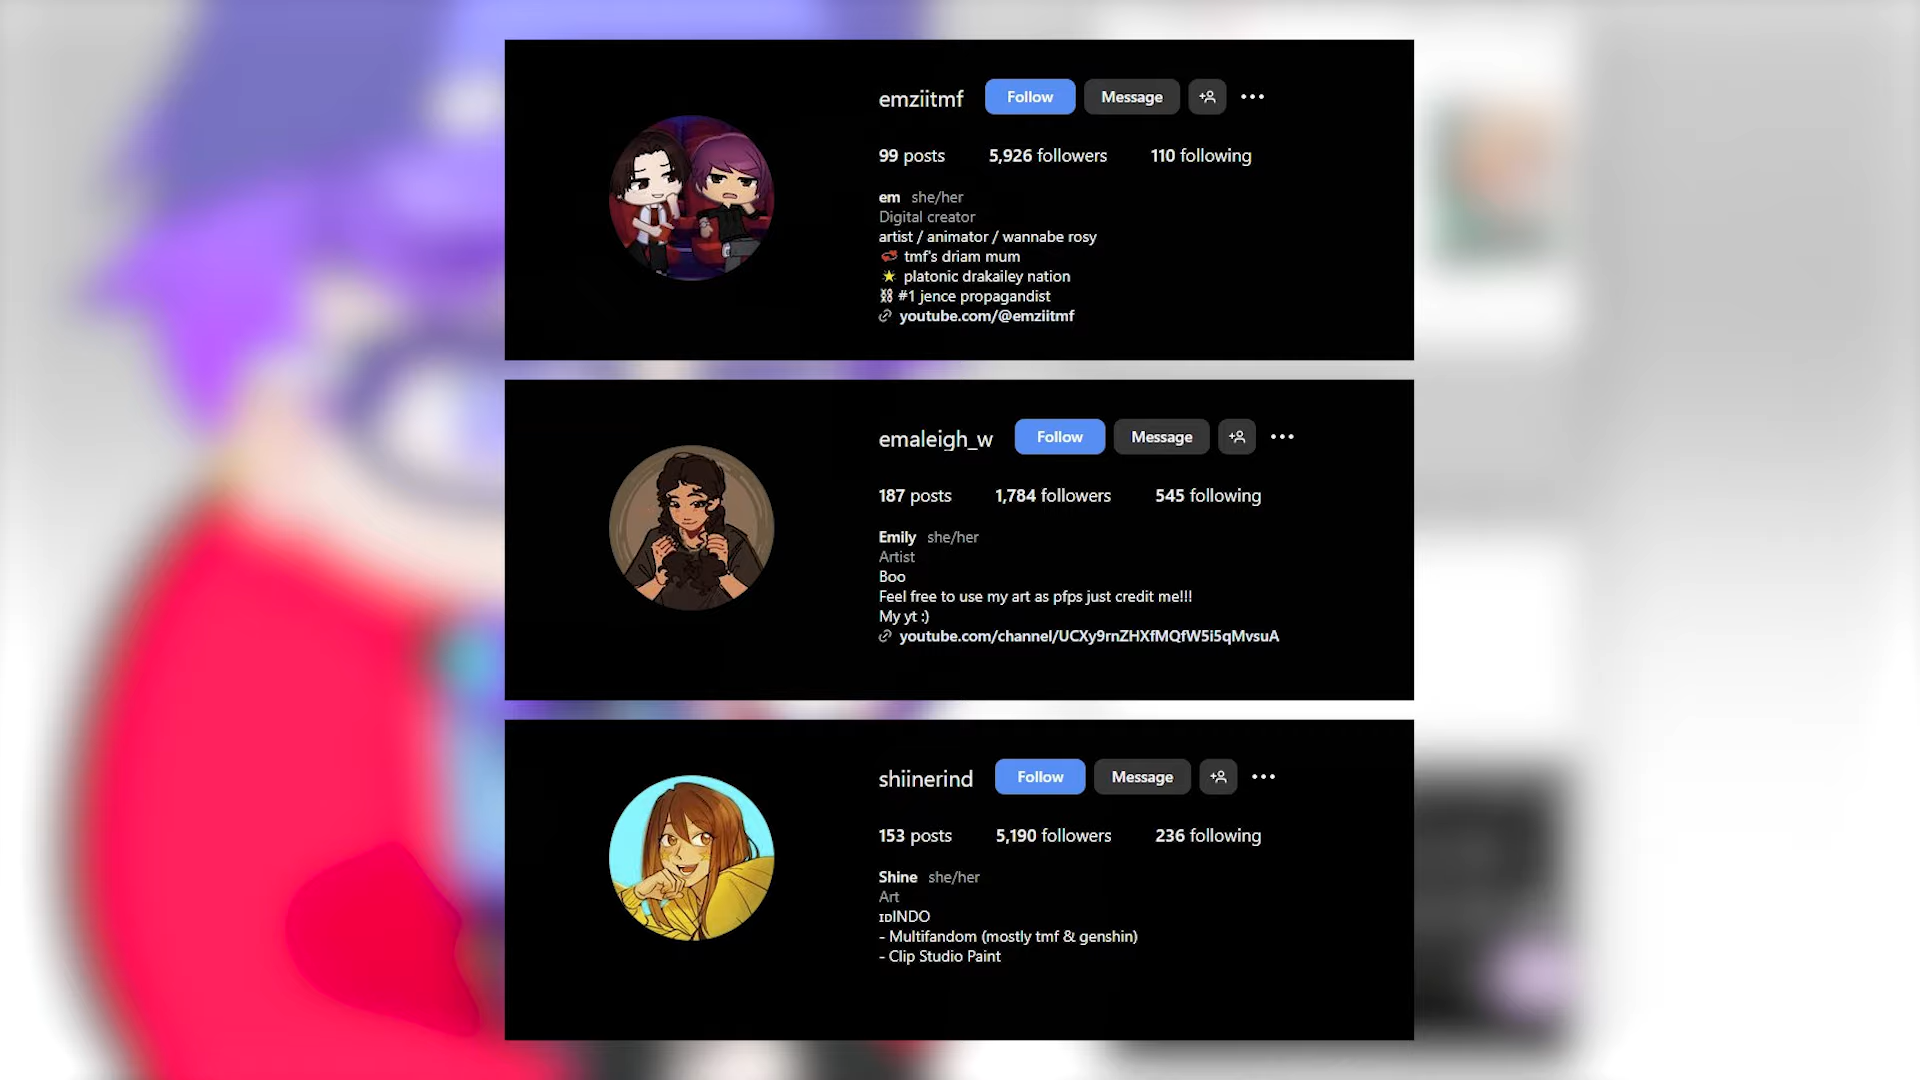 emziitmf Follow Message
99 posts 5,926 followers 110 following
em she/her
Digital creator
artist / animator / wannabe rosy
💞 tmf's driam mum
⭐ platonic drakailey nation
⛓ #1 jence propagandist
youtube.com/@emziitmf
emaleigh_w Follow Message
187 posts 1,784 followers 545 following
Emily she/her
Artist
Boo
Feel free to use my art as pfps just credit me!!!
My yt :)
youtube.com/channel/UCXy9rnZHXfMQfW5i5qMvsuA
shiinerind Follow Message
153 posts 5,190 followers 236 following
Shine she/her
Art
ɪᴅINDO
- Multifandom (mostly tmf & genshin)
- Clip Studio Paint